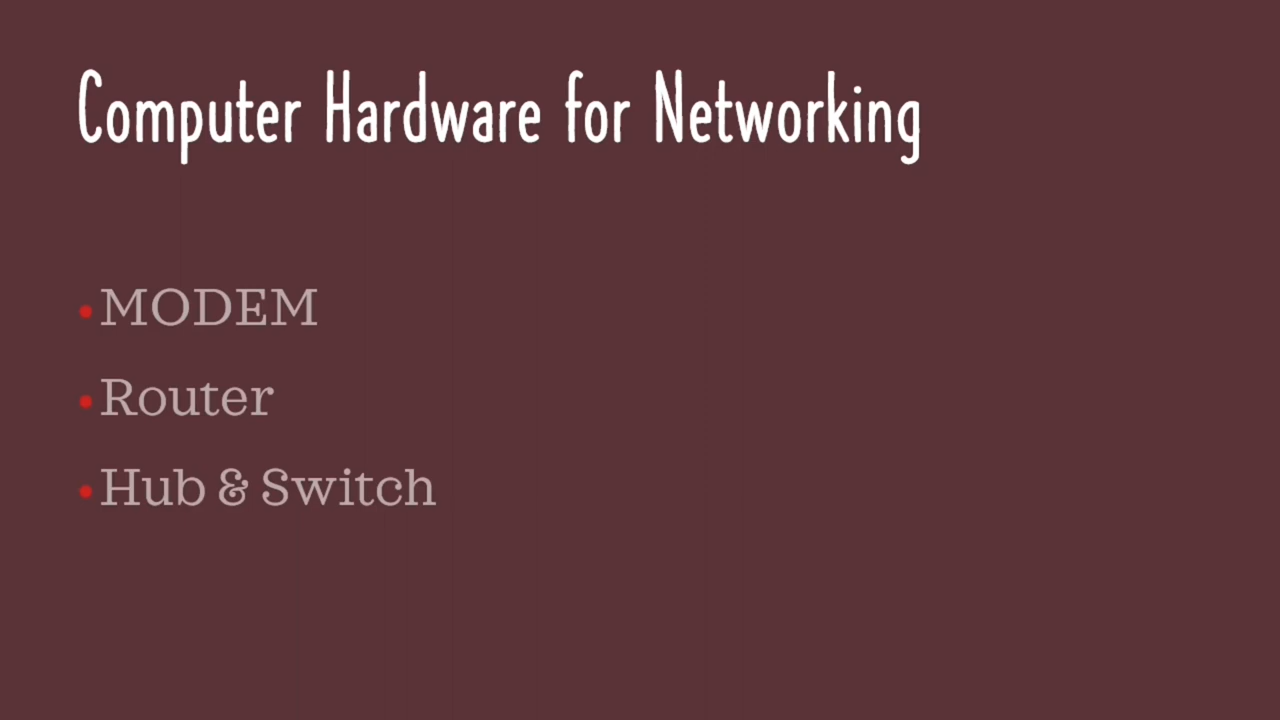 Computer Hardware for Networking
• MODEM
• Router
• Hub & Switch